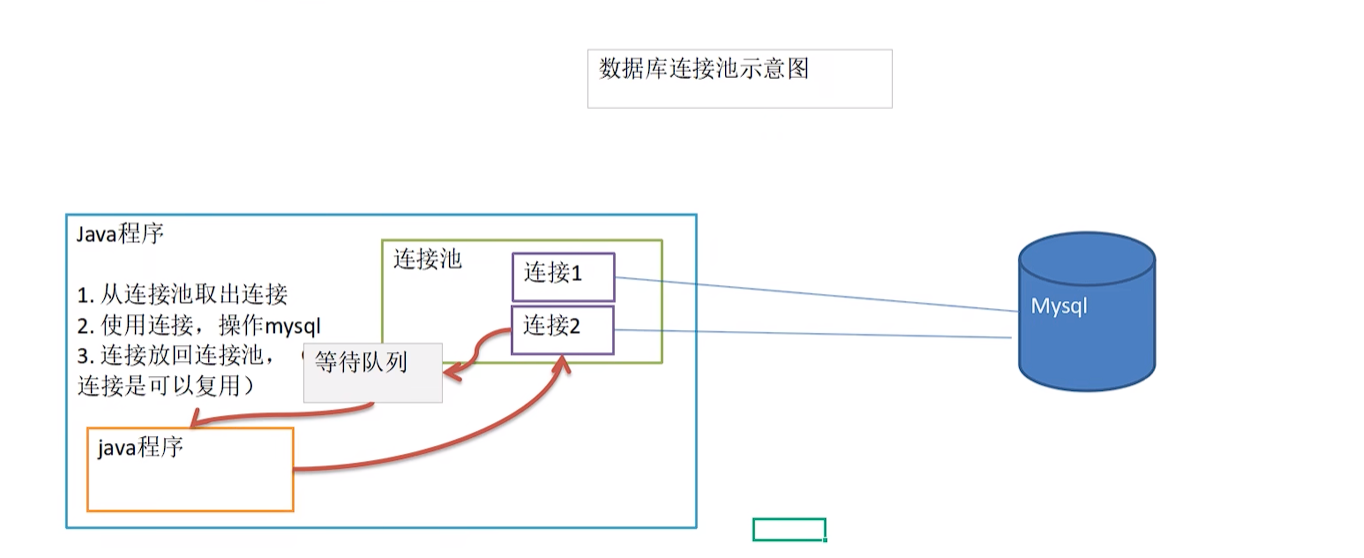 数据库连接池示意图
Java程序
1. 从连接池取出连接
2. 使用连接，操作mysql
3. 连接放回连接池，（
连接是可以复用）
连接池
连接1
连接2
等待队列
java程序
Mysql